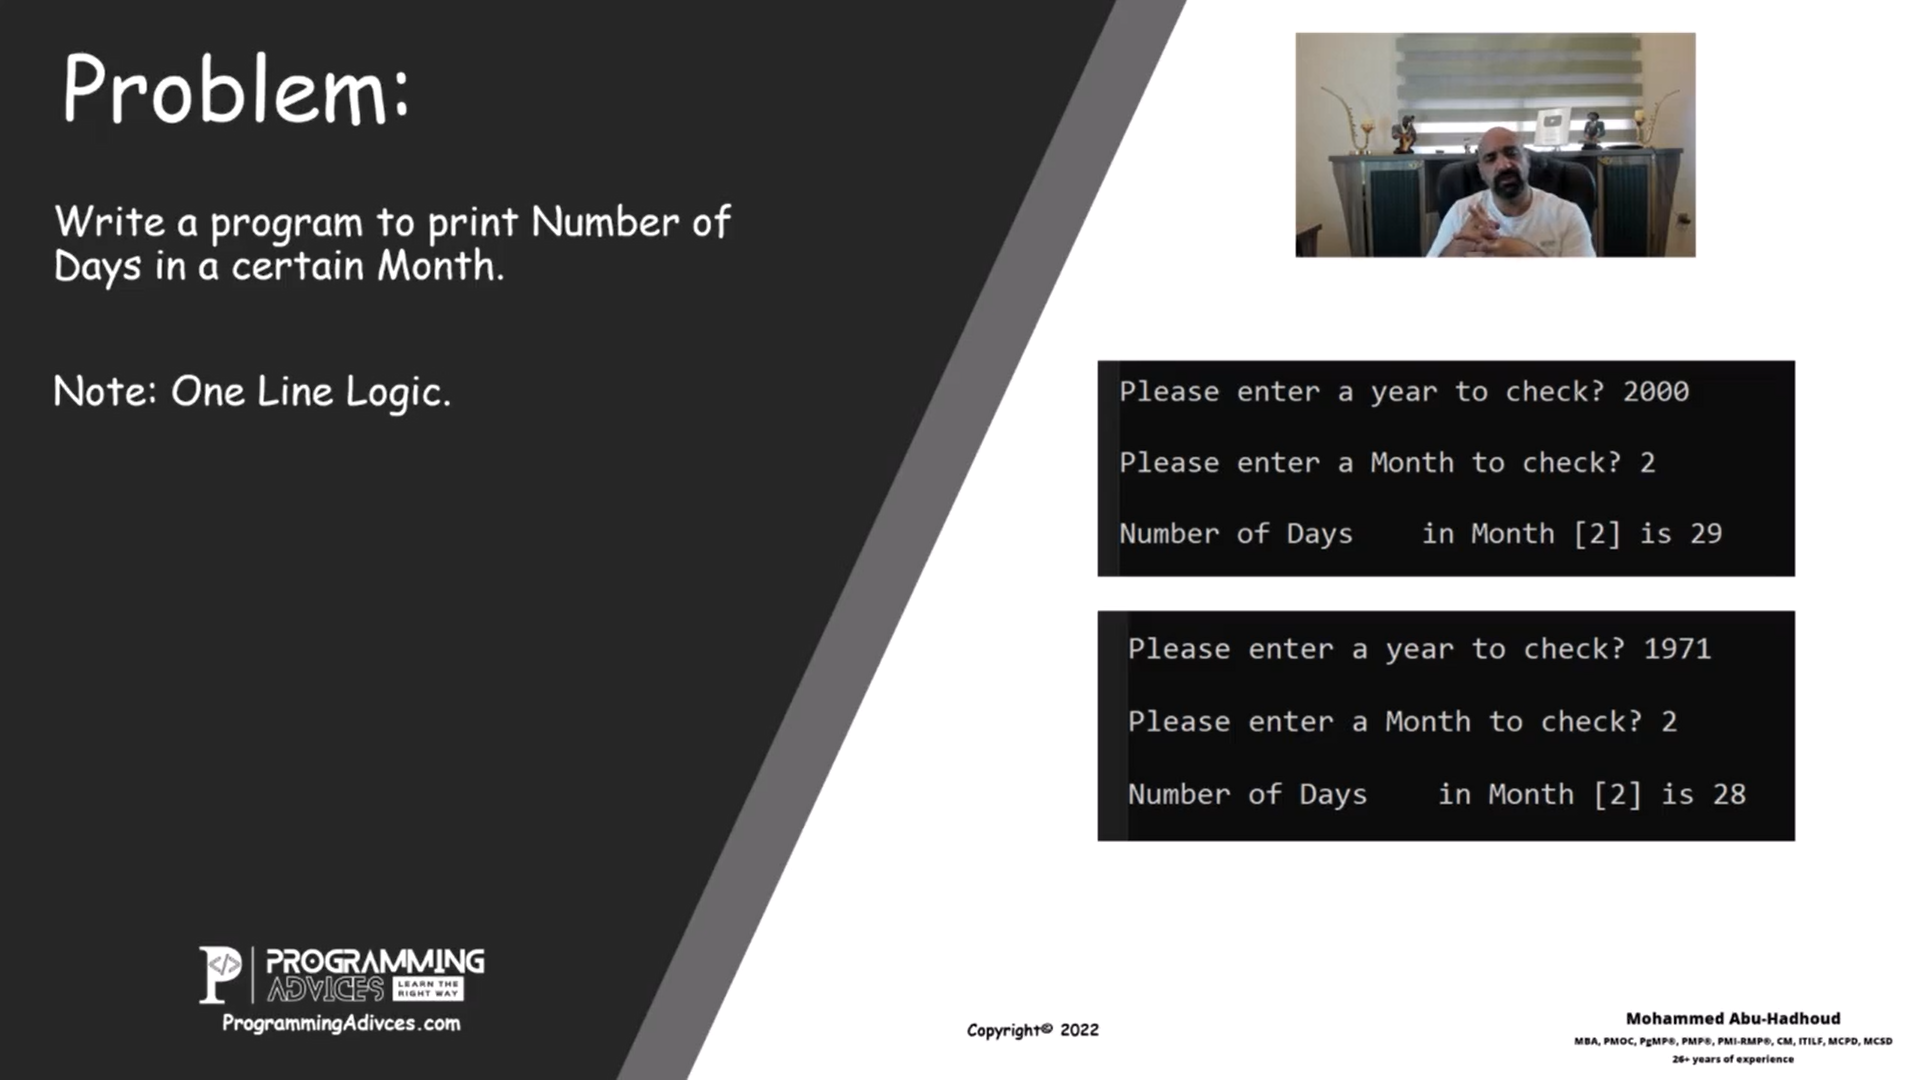 Problem:
Write a program to print Number of
Days in a certain Month.
Note: One Line Logic.
Please enter a year to check? 2000
Please enter a Month to check? 2
Number of Days    in Month [2] is 29
Please enter a year to check? 1971
Please enter a Month to check? 2
Number of Days    in Month [2] is 28
P </> PROGRAMMING
ADVICES LEARN THE
RIGHT WAY
ProgrammingAdivces.com
Copyright© 2022
Mohammed Abu-Hadhoud
MBA, PMOC, PgMP®, PMP®, PMI-RMP®, CM, ITILF, MCPD, MCSD
26+ years of experience